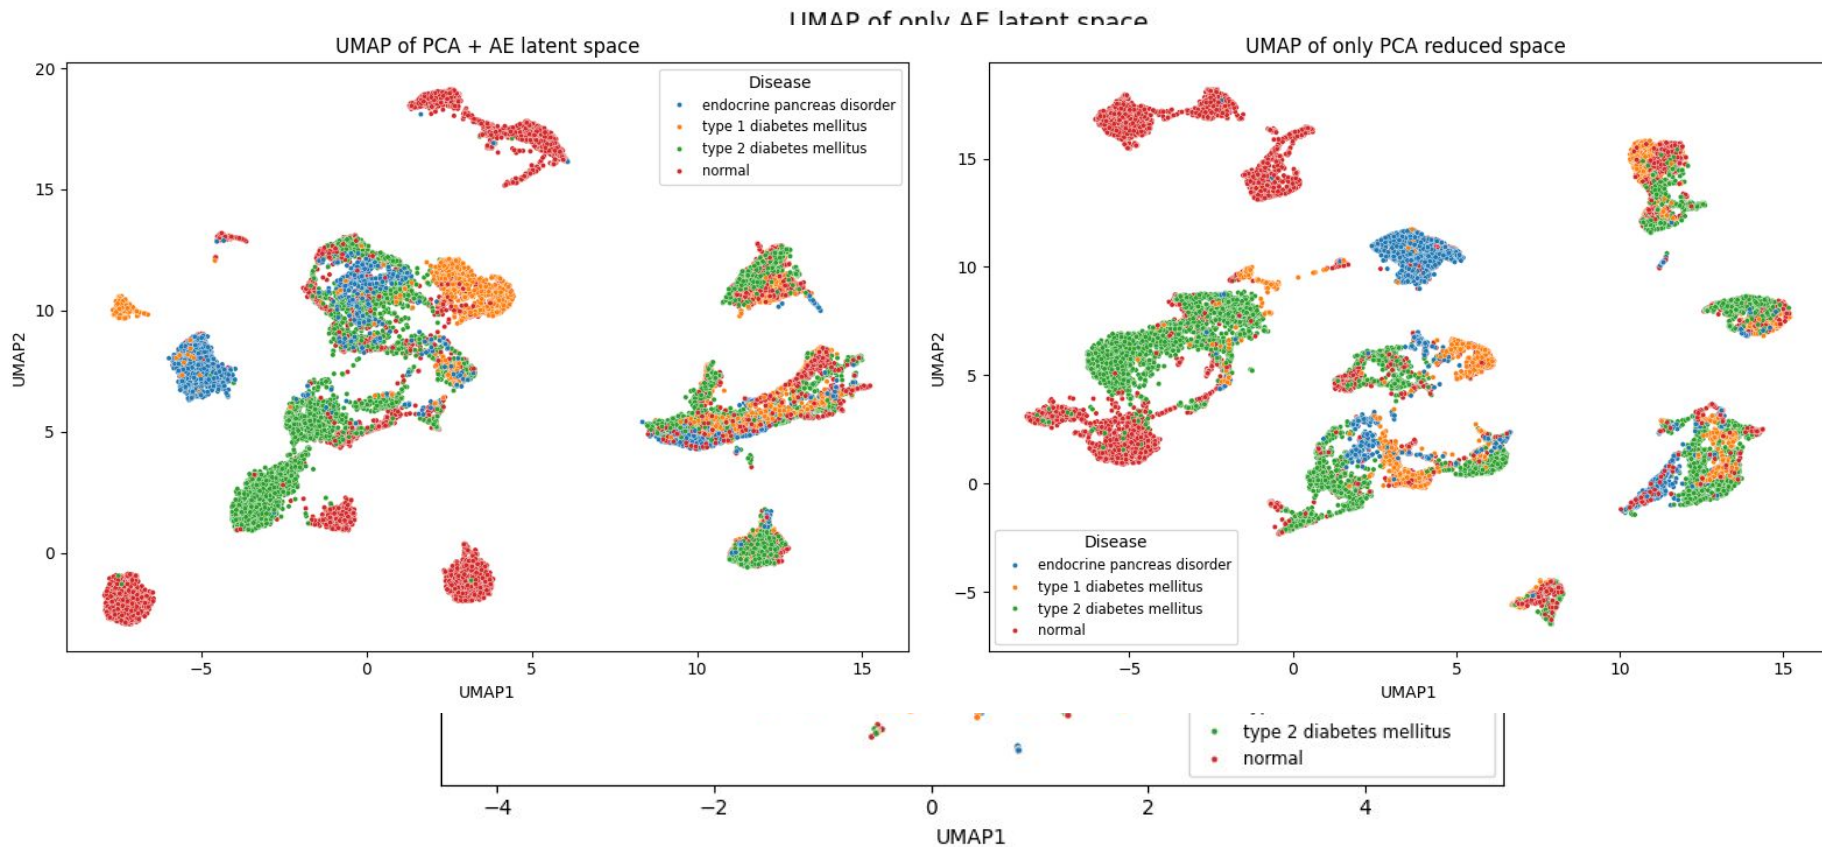 UMAP of only AE latent space
UMAP of PCA + AE latent space
20
15
10
5
0
UMAP2
−5
0
5
10
15
UMAP1
Disease
endocrine pancreas disorder
type 1 diabetes mellitus
type 2 diabetes mellitus
normal
UMAP of only PCA reduced space
15
10
5
0
−5
UMAP2
−5
0
5
10
15
UMAP1
Disease
endocrine pancreas disorder
type 1 diabetes mellitus
type 2 diabetes mellitus
normal
type 2 diabetes mellitus
normal
−4
−2
0
2
4
UMAP1